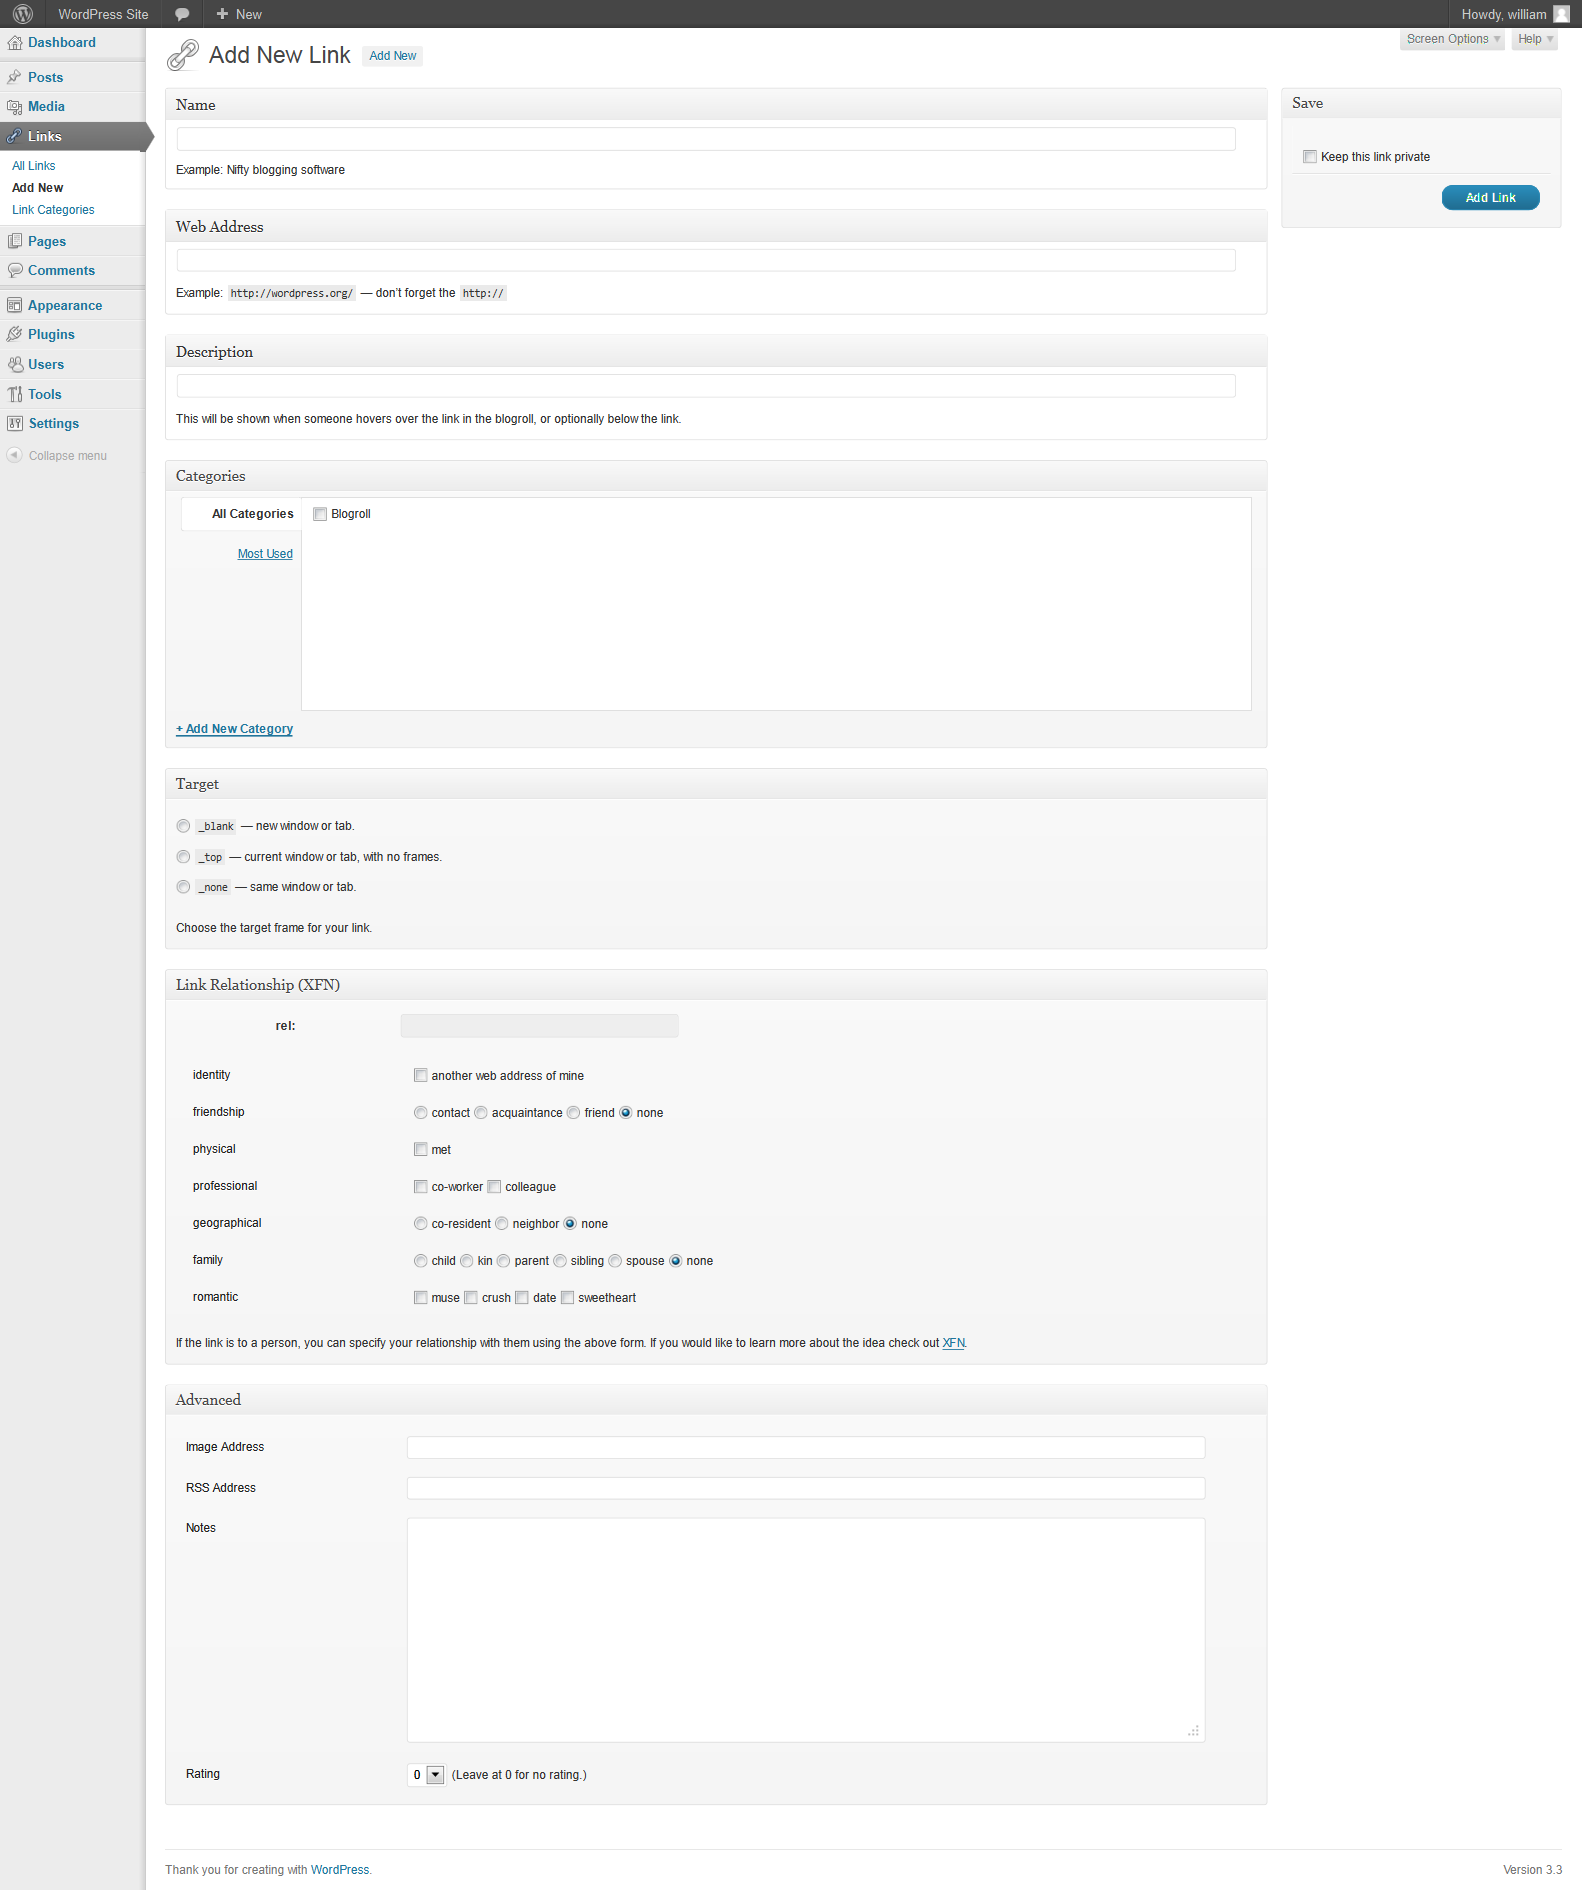 WordPress Site
New
Howdy, william
Dashboard
Posts
Media
Links
All Links
Add New
Link Categories
Pages
Comments
Appearance
Plugins
Users
Tools
Settings
Collapse menu
Add New Link
Add New
Screen Options
Help
Name
Example: Nifty blogging software
Web Address
Example: http://wordpress.org/ — don’t forget the http://
Description
This will be shown when someone hovers over the link in the blogroll, or optionally below the link.
Categories
All Categories
Most Used
Blogroll
+ Add New Category
Target
_blank — new window or tab.
_top — current window or tab, with no frames.
_none — same window or tab.
Choose the target frame for your link.
Link Relationship (XFN)
rel:
identity another web address of mine
friendship contact acquaintance friend none
physical met
professional co-worker colleague
geographical co-resident neighbor none
family child kin parent sibling spouse none
romantic muse crush date sweetheart
If the link is to a person, you can specify your relationship with them using the above form. If you would like to learn more about the idea check out XFN.
Advanced
Image Address
RSS Address
Notes
Rating 0 (Leave at 0 for no rating.)
Save
Keep this link private
Add Link
Thank you for creating with WordPress.
Version 3.3